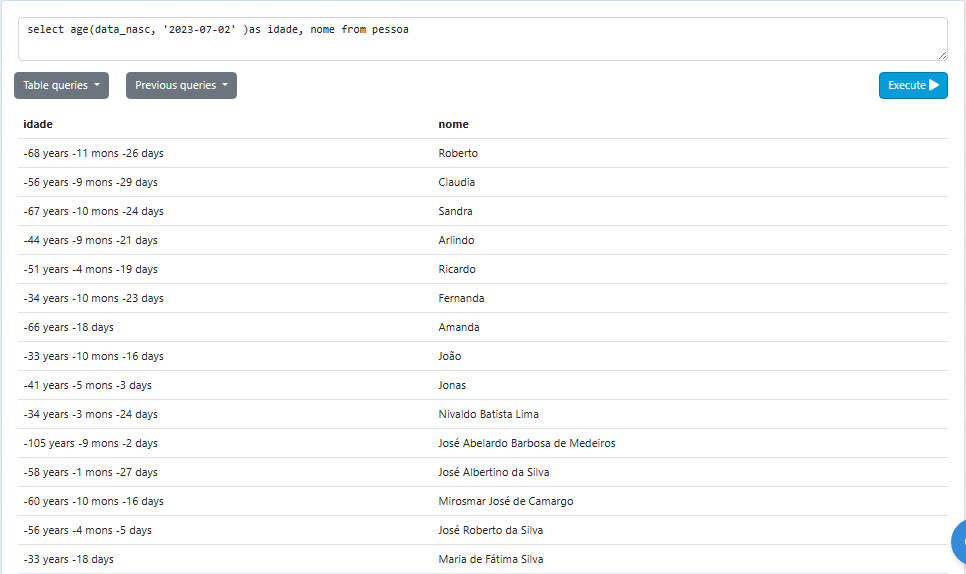 select age(data_nasc, '2023-07-02' )as idade, nome from pessoa
Table queries Previous queries Execute
idade nome
-68 years -11 mons -26 days Roberto
-56 years -9 mons -29 days Claudia
-67 years -10 mons -24 days Sandra
-44 years -9 mons -21 days Arlindo
-51 years -4 mons -19 days Ricardo
-34 years -10 mons -23 days Fernanda
-66 years -18 days Amanda
-33 years -10 mons -16 days João
-41 years -5 mons -3 days Jonas
-34 years -3 mons -24 days Nivaldo Batista Lima
-105 years -9 mons -2 days José Abelardo Barbosa de Medeiros
-58 years -1 mons -27 days José Albertino da Silva
-60 years -10 mons -16 days Mirosmar José de Camargo
-56 years -4 mons -5 days José Roberto da Silva
-33 years -18 days Maria de Fátima Silva